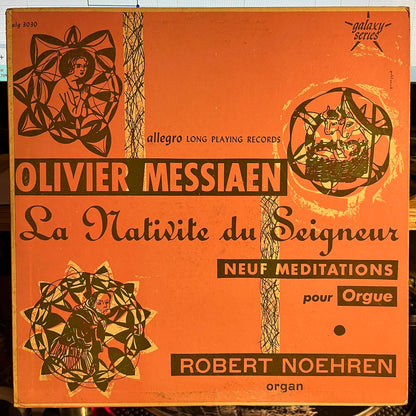 alg 3030
galaxy
series
allegro LONG PLAYING RECORDS
OLIVIER MESSIAEN
La Nativite du Seigneur
NEUF MEDITATIONS
pour Orgue
ROBERT NOEHREN
organ